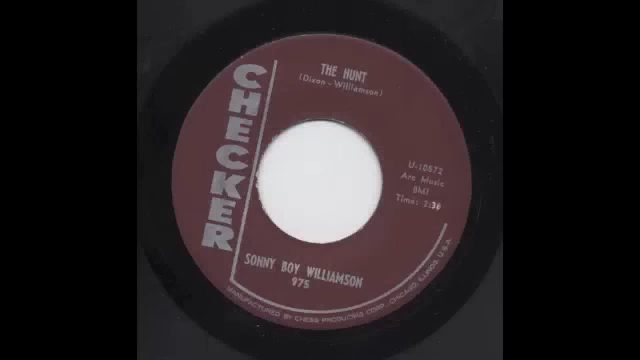 THE HUNT
(Dixon - Williamson)
CHECKER
U-10872
Arc Music
BMI
Time: 2:36
SONNY BOY WILLIAMSON
975
MANUFACTURED BY CHESS PRODUCING CORP., CHICAGO, ILLINOIS, U.S.A.